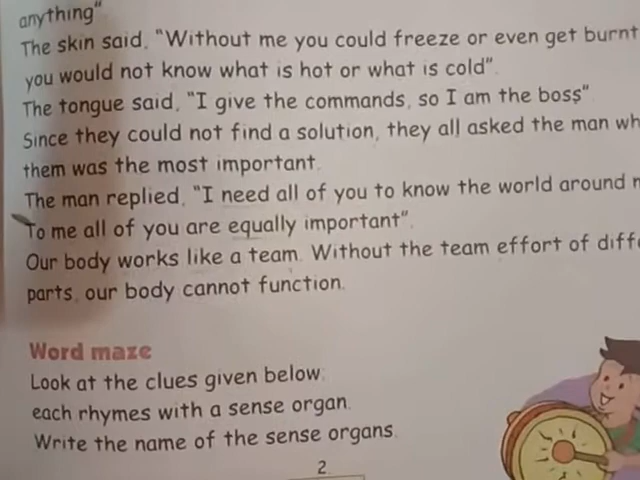 anything"
The skin said, "Without me you could freeze or even get burnt
you would not know what is hot or what is cold".
The tongue said, "I give the commands, so I am the boss"
Since they could not find a solution, they all asked the man
them was the most important.
The man replied, "I need all of you to know the world around
To me all of you are equally important".
Our body works like a team. Without the team effort of
parts, our body cannot function.
Word maze
Look at the clues given below:
each rhymes with a sense organ.
Write the name of the sense organs.
2